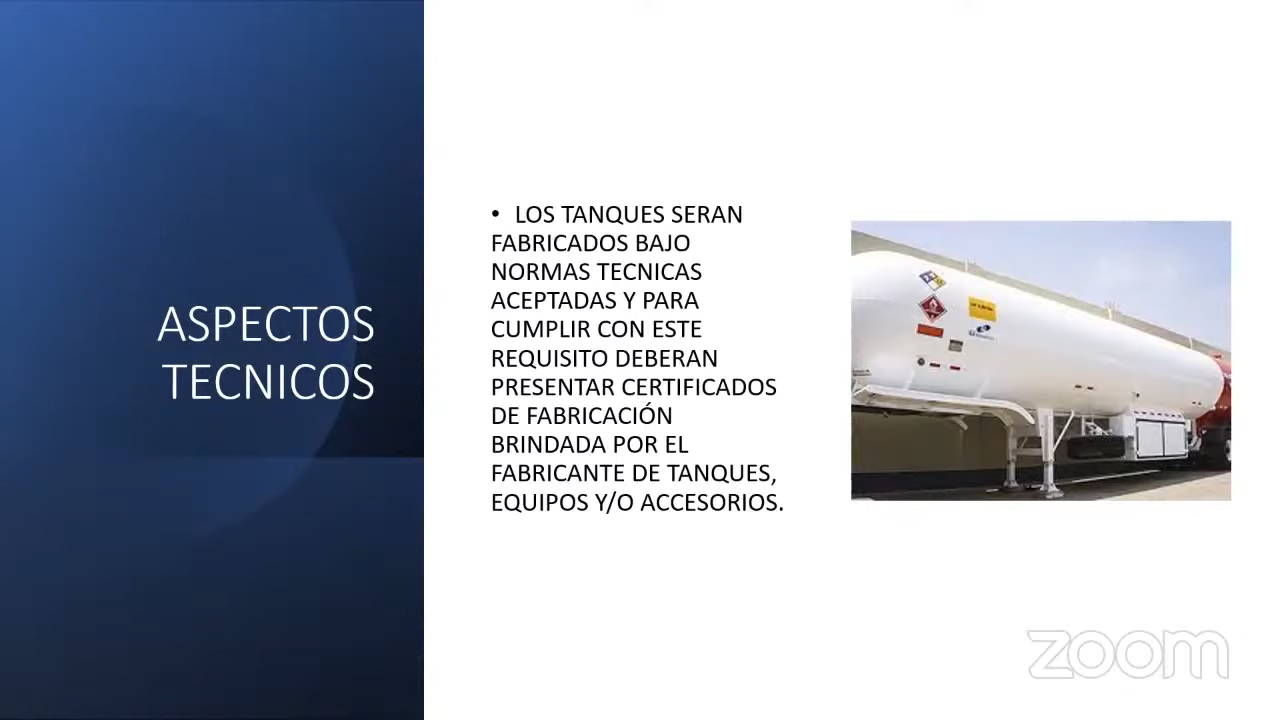 ASPECTOS
TECNICOS
• LOS TANQUES SERAN
FABRICADOS BAJO
NORMAS TECNICAS
ACEPTADAS Y PARA
CUMPLIR CON ESTE
REQUISITO DEBERAN
PRESENTAR CERTIFICADOS
DE FABRICACIÓN
BRINDADA POR EL
FABRICANTE DE TANQUES,
EQUIPOS Y/O ACCESORIOS.
zoom